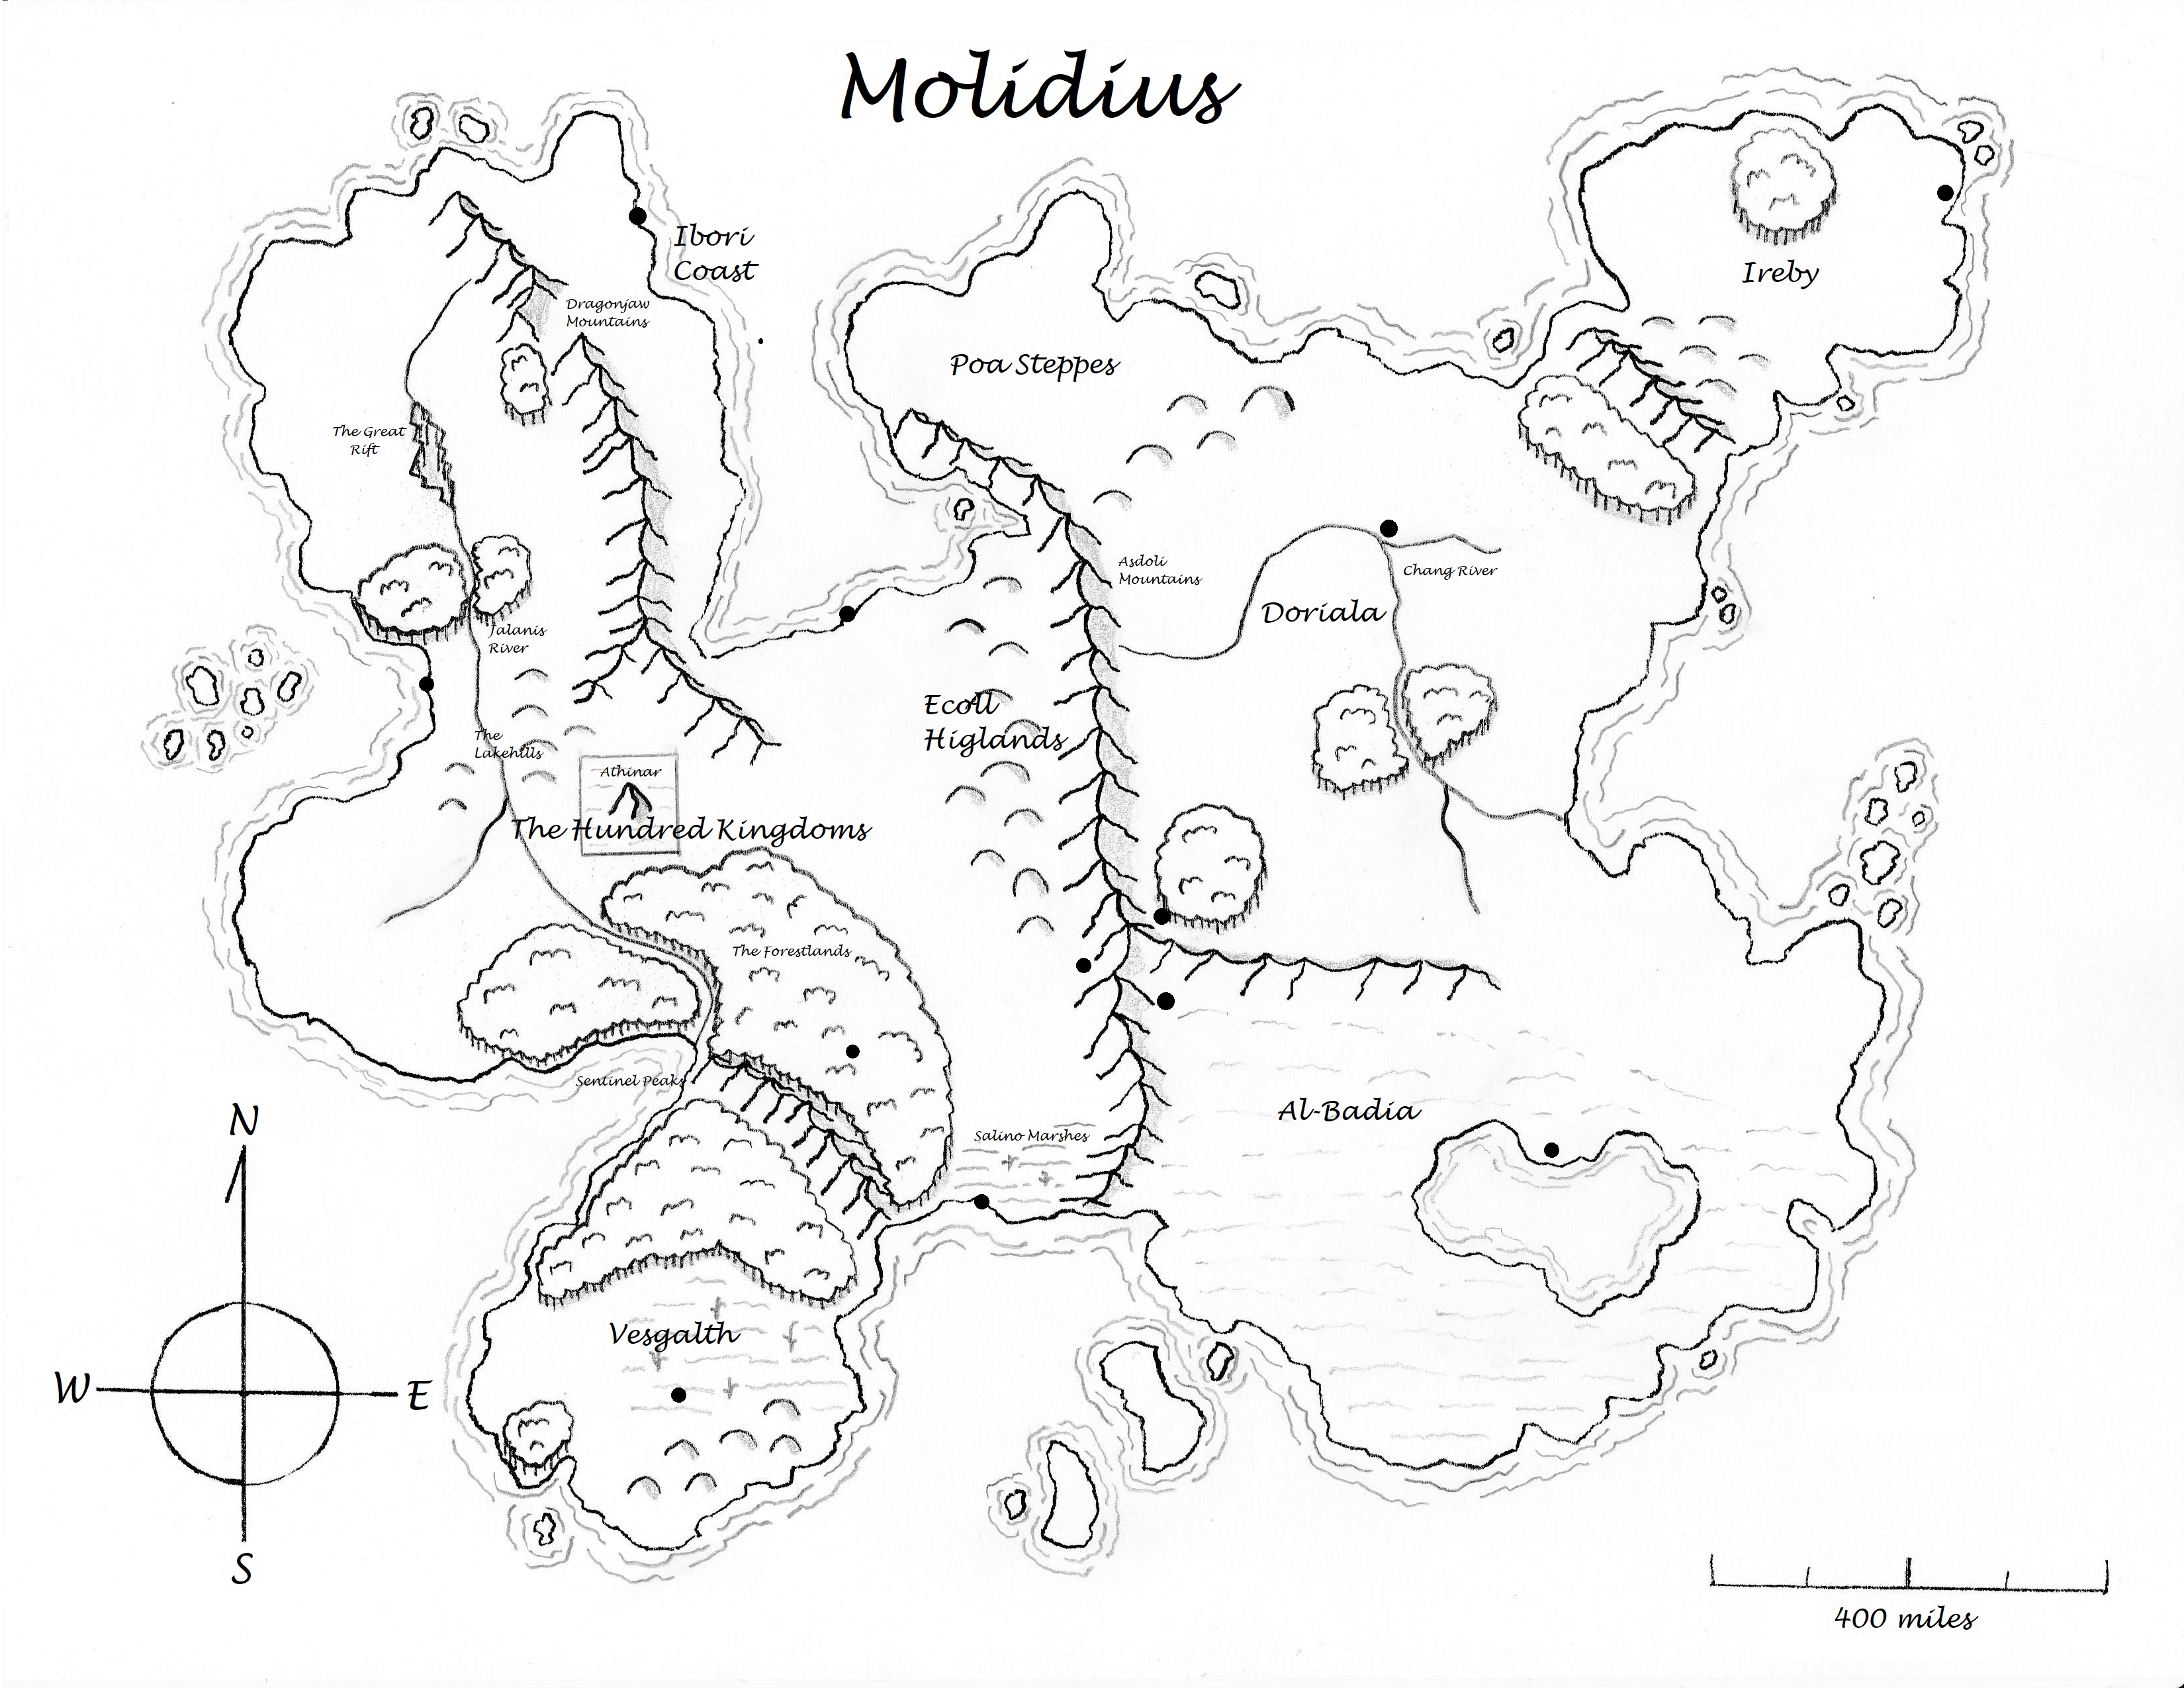 Molidius
Ibori
Coast
Dragonjaw
Mountains
Ireby
Poa Steppes
The Great
Rift
Asdoli
Mountains
Chang River
Doriala
Jalanis
River
Ecoll
Higlands
The
Lakehills
Athinar
The Hundred Kingdoms
The Forestlands
Sentinel Peaks
Al-Badia
Salino Marshes
N
Vesgalth
W
E
S
400 miles